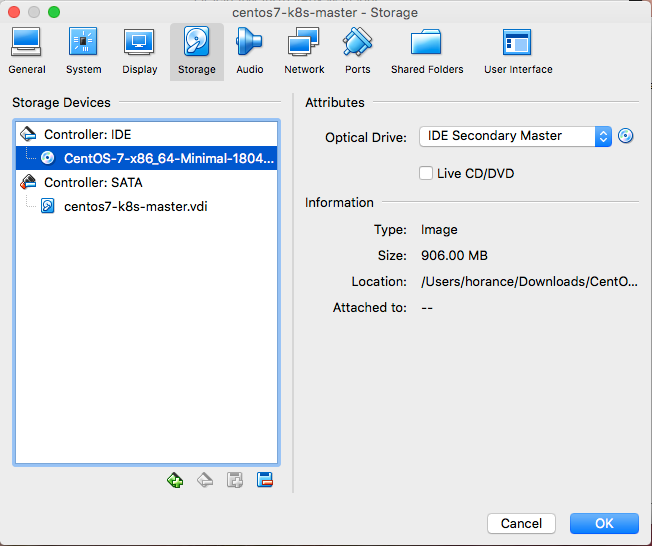 centos7-k8s-master - Storage
General System Display Storage Audio Network Ports Shared Folders User Interface
Storage Devices
Controller: IDE
CentOS-7-x86_64-Minimal-1804...
Controller: SATA
centos7-k8s-master.vdi
Attributes
Optical Drive: IDE Secondary Master
Live CD/DVD
Information
Type: Image
Size: 906.00 MB
Location: /Users/horance/Downloads/CentO...
Attached to: --
Cancel OK